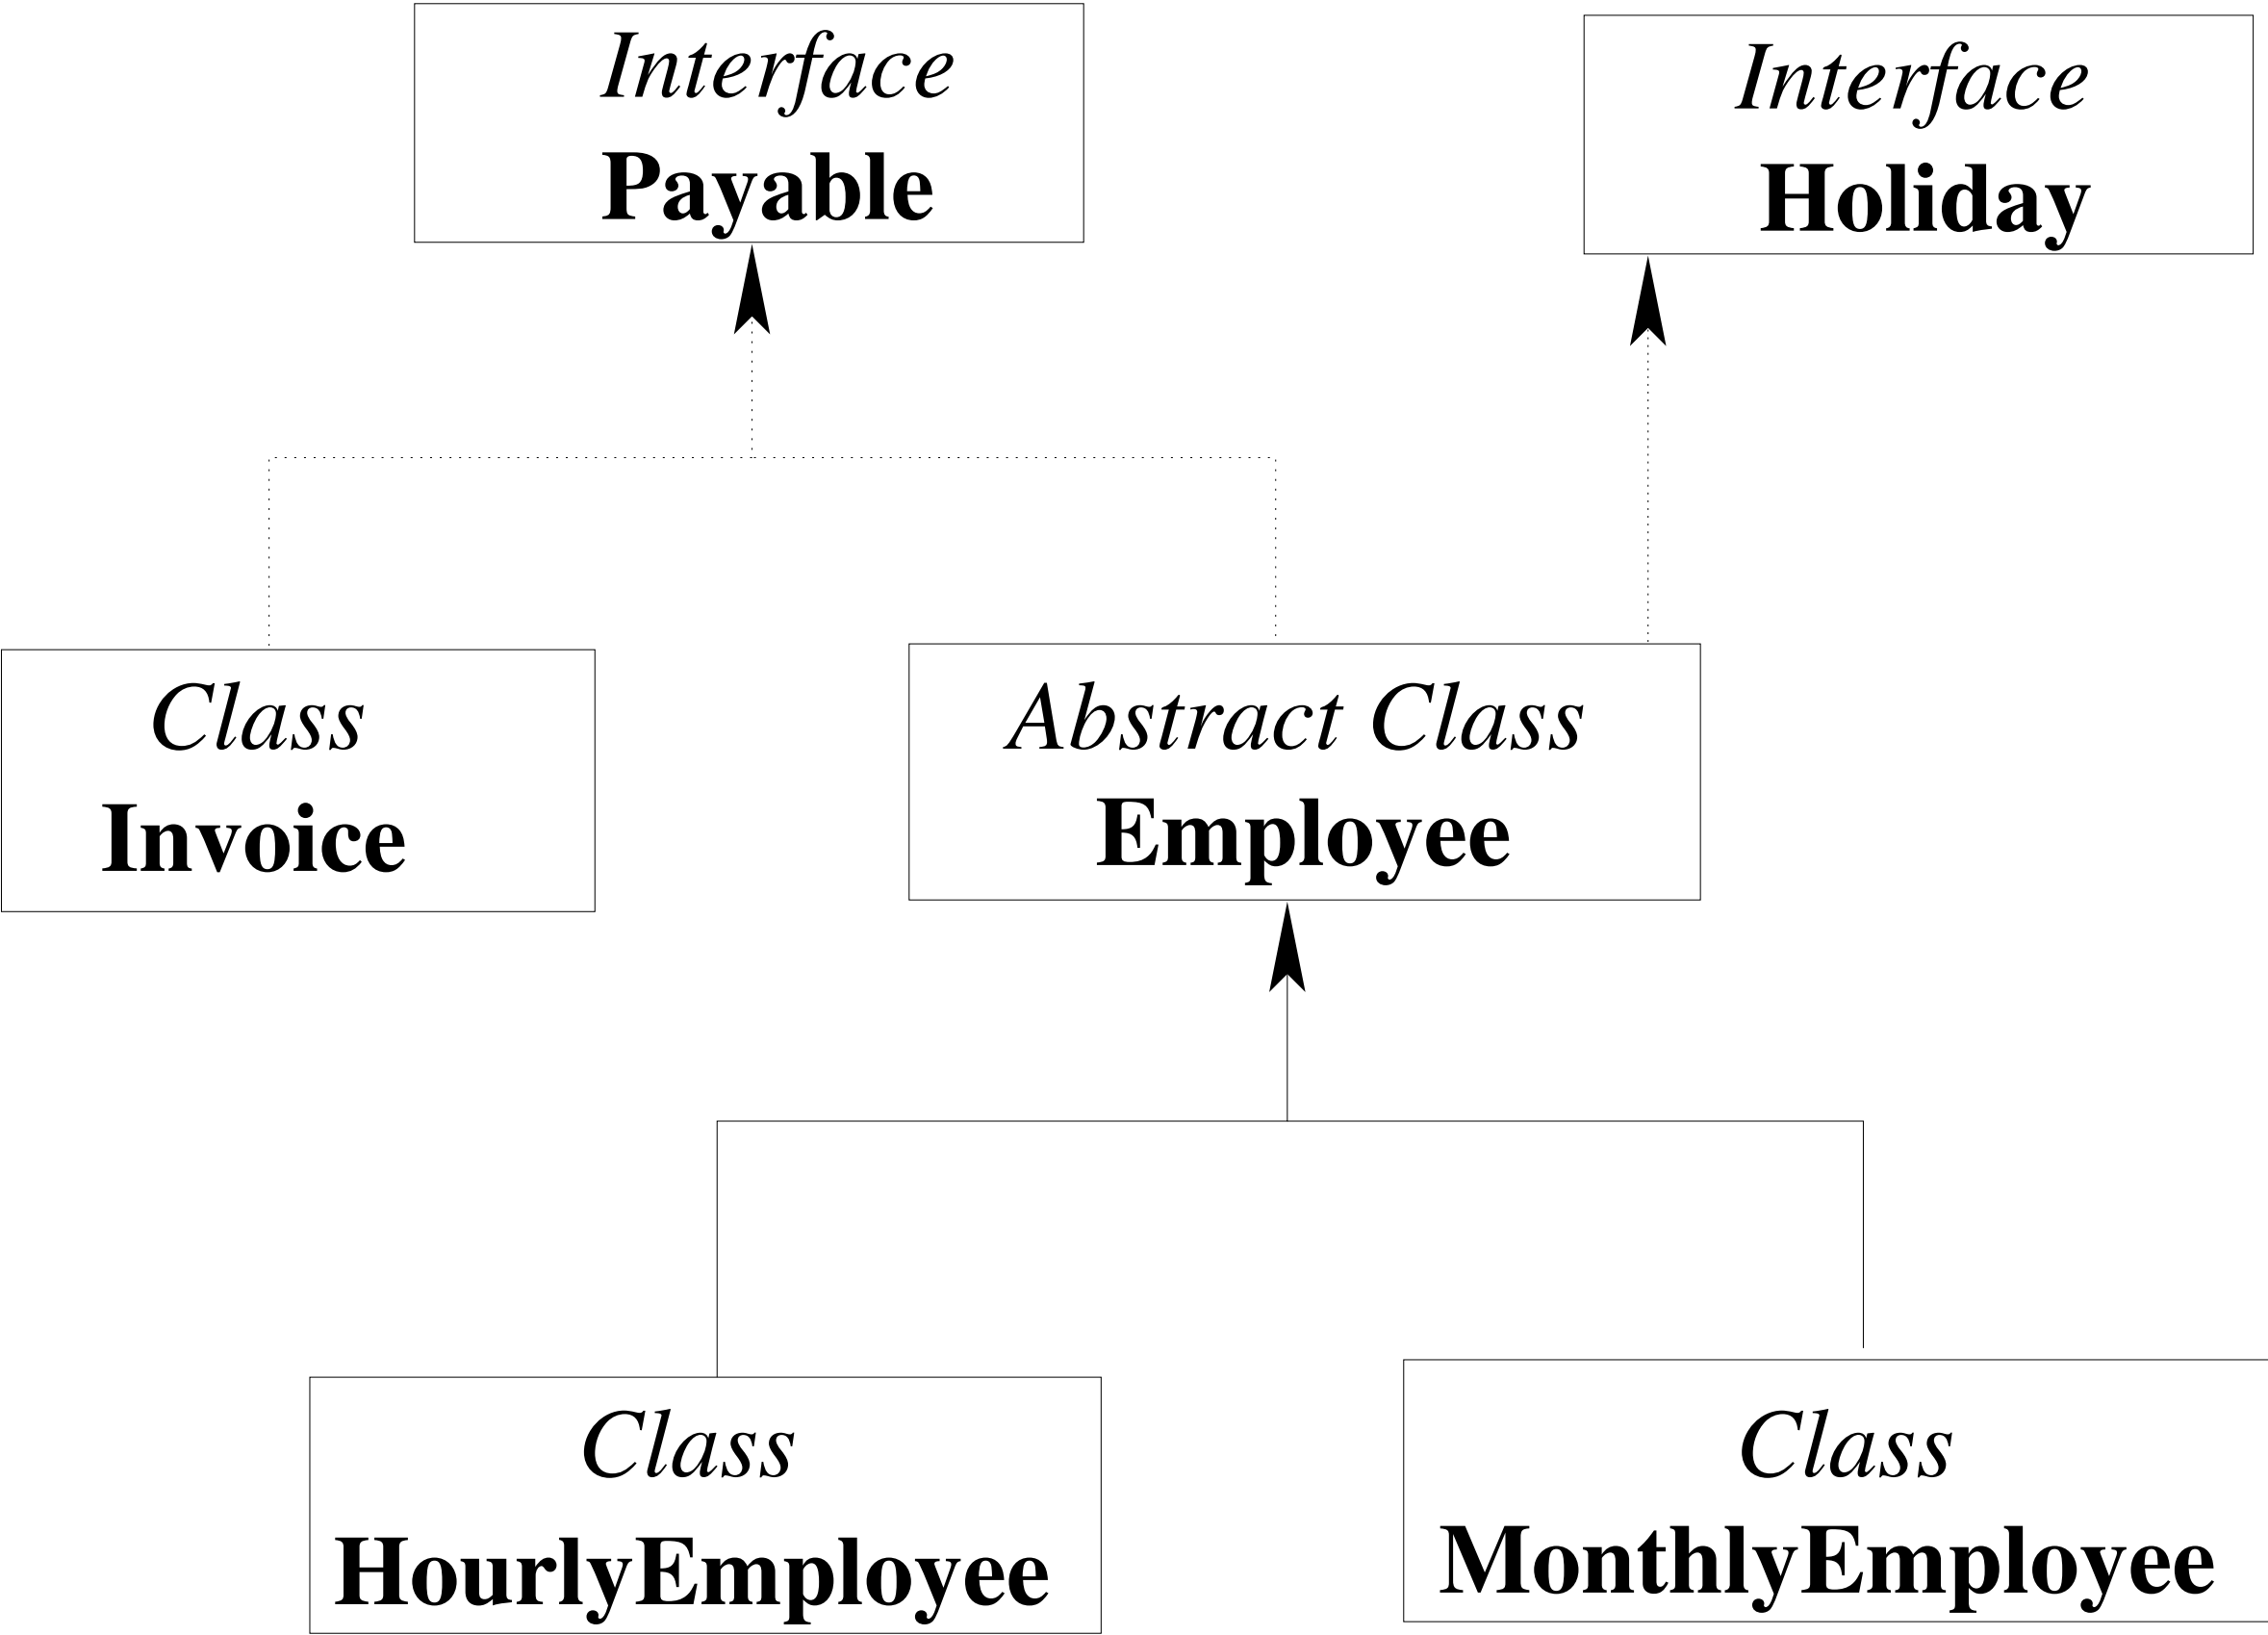 Interface
Payable
Interface
Holiday
Class
Invoice
Abstract Class
Employee
Class
HourlyEmployee
Class
MonthlyEmployee